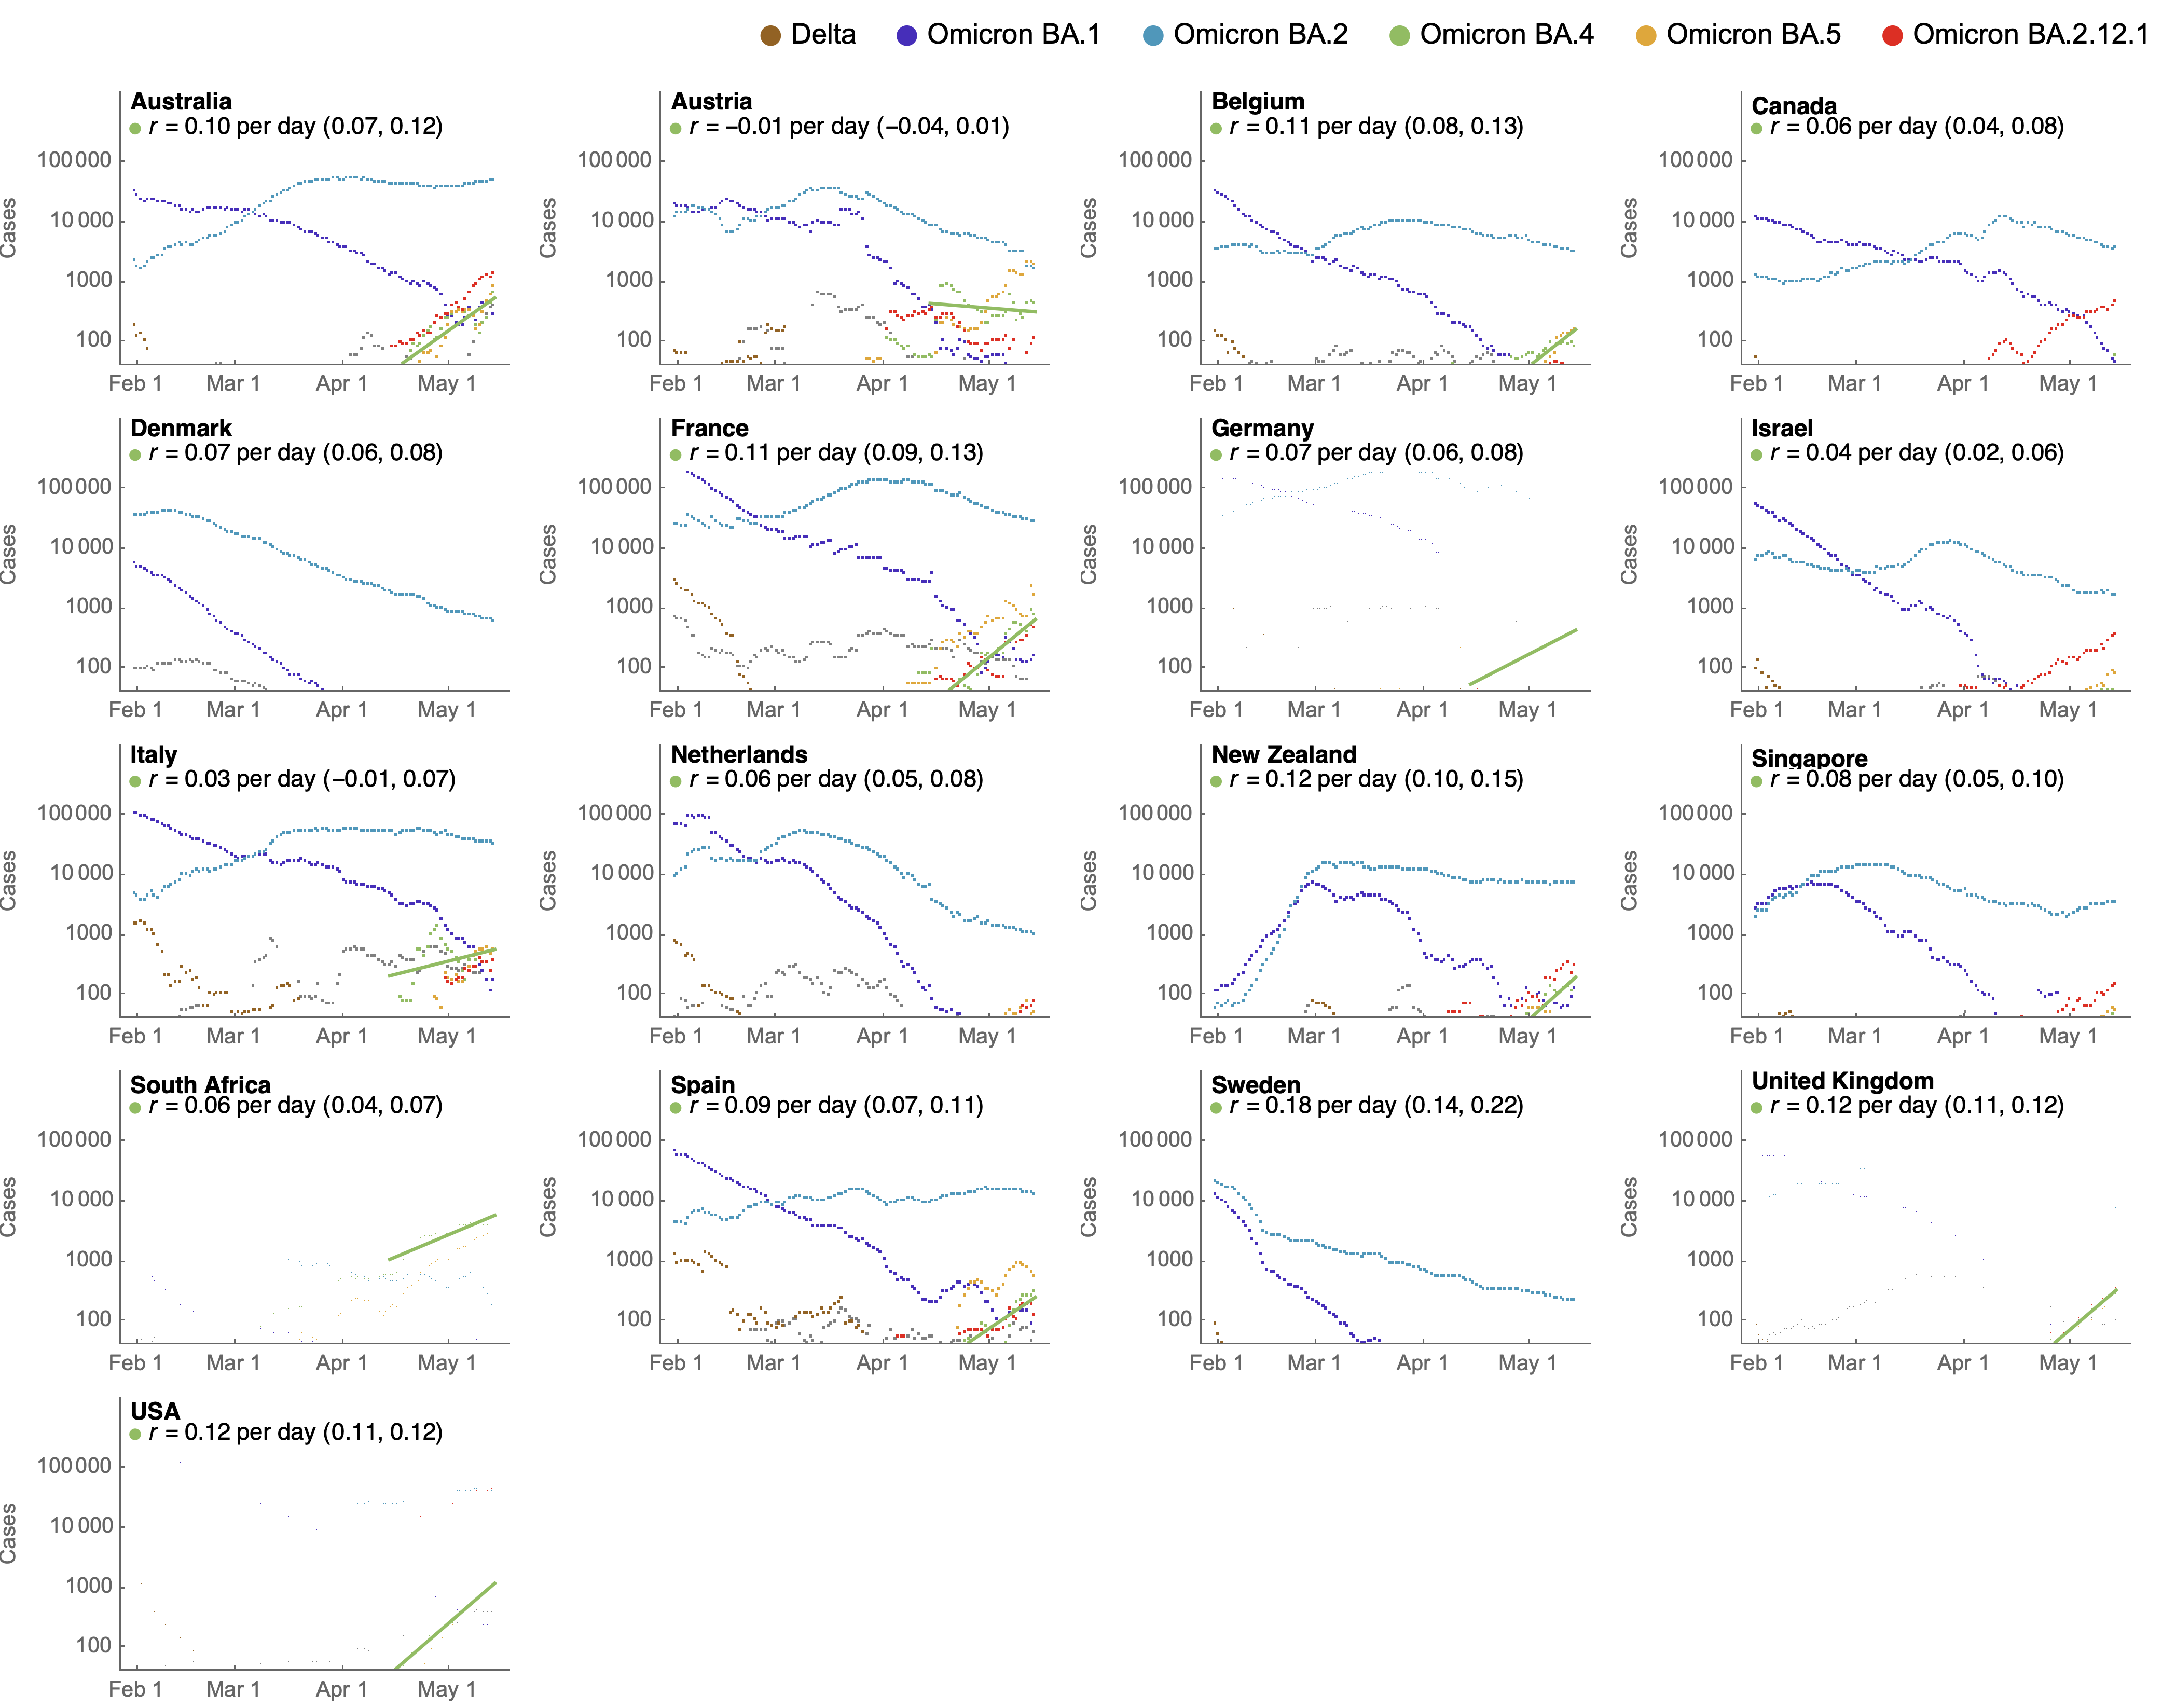 Delta Omicron BA.1 Omicron BA.2 Omicron BA.4 Omicron BA.5 Omicron BA.2.12.1
Australia
r = 0.10 per day (0.07, 0.12)
Cases
100 000
10 000
1000
100
Feb 1 Mar 1 Apr 1 May 1
Austria
r = −0.01 per day (−0.04, 0.01)
Cases
100 000
10 000
1000
100
Feb 1 Mar 1 Apr 1 May 1
Belgium
r = 0.11 per day (0.08, 0.13)
Cases
100 000
10 000
1000
100
Feb 1 Mar 1 Apr 1 May 1
Canada
r = 0.06 per day (0.04, 0.08)
Cases
100 000
10 000
1000
100
Feb 1 Mar 1 Apr 1 May 1
Denmark
r = 0.07 per day (0.06, 0.08)
Cases
100 000
10 000
1000
100
Feb 1 Mar 1 Apr 1 May 1
France
r = 0.11 per day (0.09, 0.13)
Cases
100 000
10 000
1000
100
Feb 1 Mar 1 Apr 1 May 1
Germany
r = 0.07 per day (0.06, 0.08)
Cases
100 000
10 000
1000
100
Feb 1 Mar 1 Apr 1 May 1
Israel
r = 0.04 per day (0.02, 0.06)
Cases
100 000
10 000
1000
100
Feb 1 Mar 1 Apr 1 May 1
Italy
r = 0.03 per day (−0.01, 0.07)
Cases
100 000
10 000
1000
100
Feb 1 Mar 1 Apr 1 May 1
Netherlands
r = 0.06 per day (0.05, 0.08)
Cases
100 000
10 000
1000
100
Feb 1 Mar 1 Apr 1 May 1
New Zealand
r = 0.12 per day (0.10, 0.15)
Cases
100 000
10 000
1000
100
Feb 1 Mar 1 Apr 1 May 1
Singapore
r = 0.08 per day (0.05, 0.10)
Cases
100 000
10 000
1000
100
Feb 1 Mar 1 Apr 1 May 1
South Africa
r = 0.06 per day (0.04, 0.07)
Cases
100 000
10 000
1000
100
Feb 1 Mar 1 Apr 1 May 1
Spain
r = 0.09 per day (0.07, 0.11)
Cases
100 000
10 000
1000
100
Feb 1 Mar 1 Apr 1 May 1
Sweden
r = 0.18 per day (0.14, 0.22)
Cases
100 000
10 000
1000
100
Feb 1 Mar 1 Apr 1 May 1
United Kingdom
r = 0.12 per day (0.11, 0.12)
Cases
100 000
10 000
1000
100
Feb 1 Mar 1 Apr 1 May 1
USA
r = 0.12 per day (0.11, 0.12)
Cases
100 000
10 000
1000
100
Feb 1 Mar 1 Apr 1 May 1